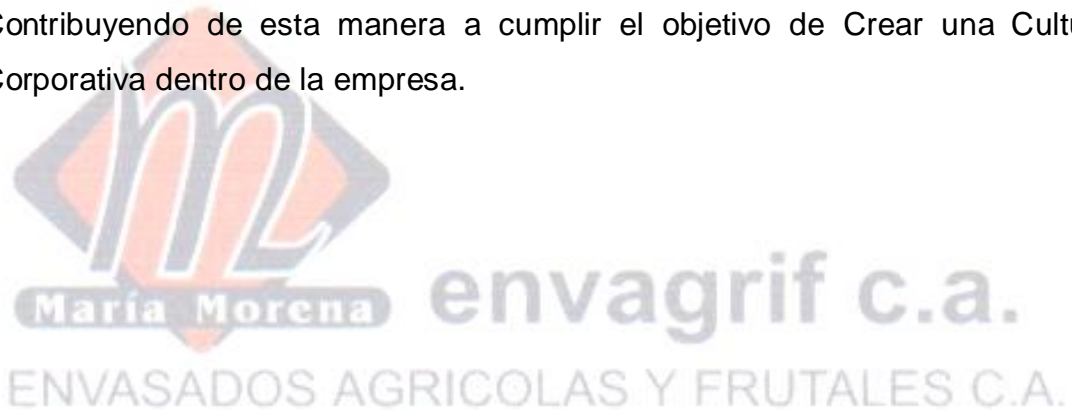 Contribuyendo de esta manera a cumplir el objetivo de Crear una Cultu
Corporativa dentro de la empresa.
m
María Morena
envagrif c.a.
ENVASADOS AGRICOLAS Y FRUTALES C.A.